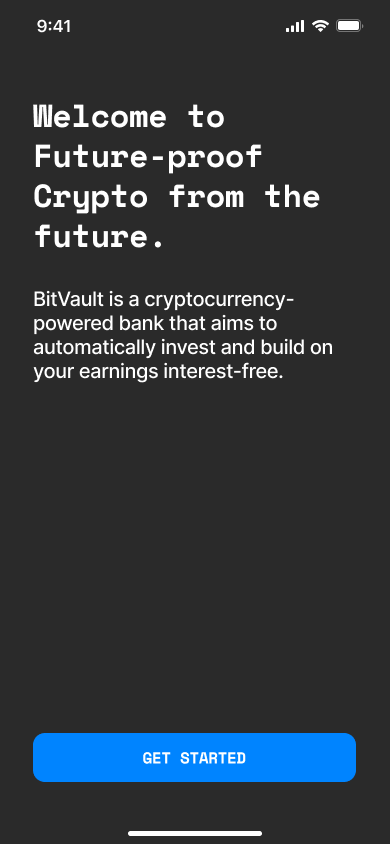 9:41
Welcome to
Future-proof
Crypto from the
future.
BitVault is a cryptocurrency-
powered bank that aims to
automatically invest and build on
your earnings interest-free.
GET STARTED